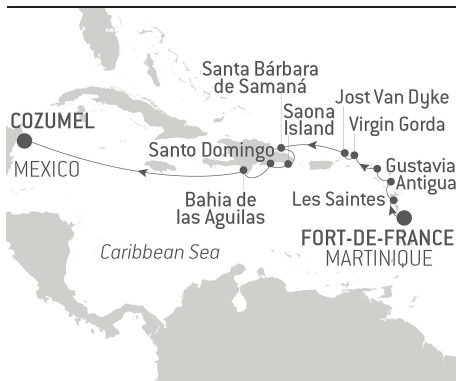 Santa Bárbara
de Samaná
Jost Van Dyke
Saona
Island
Virgin Gorda
COZUMEL
MEXICO
Santo Domingo
Gustavia
Antigua
Bahia de
las Aguilas
Les Saintes
FORT-DE-FRANCE
MARTINIQUE
Caribbean Sea